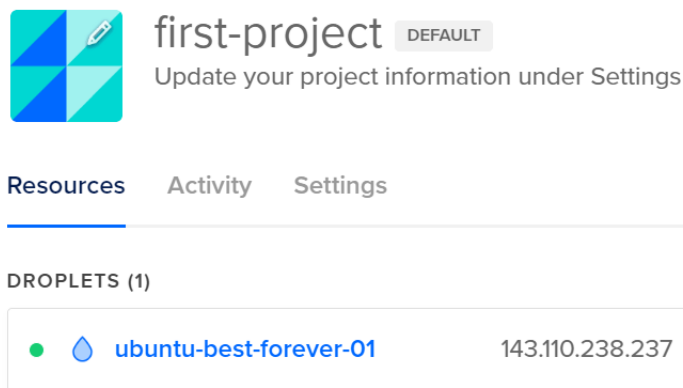 first-project DEFAULT
Update your project information under Settings
Resources Activity Settings
DROPLETS (1)
ubuntu-best-forever-01 143.110.238.237